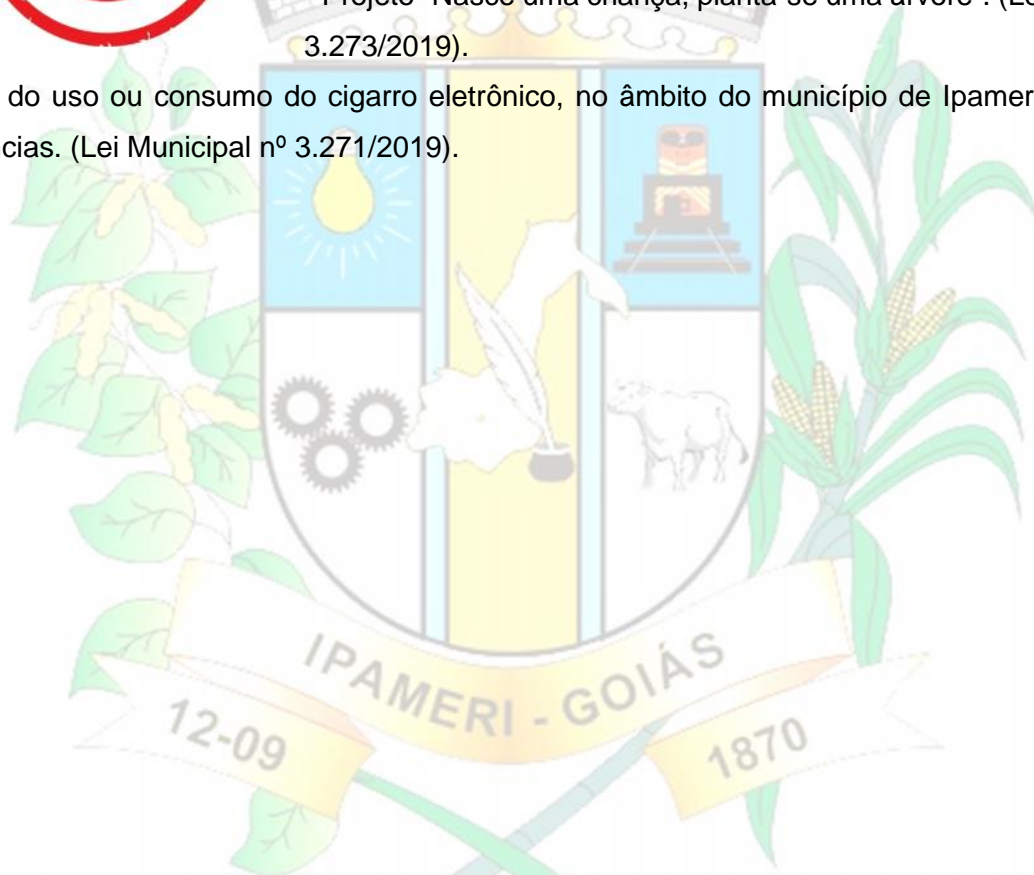 Projeto "Nasce uma criança, planta-se uma árvore". (Le
3.273/2019).
do uso ou consumo do cigarro eletrônico, no âmbito do município de Ipamer
cias. (Lei Municipal nº 3.271/2019).
IPAMERI - GOIÁS
12-09
1870